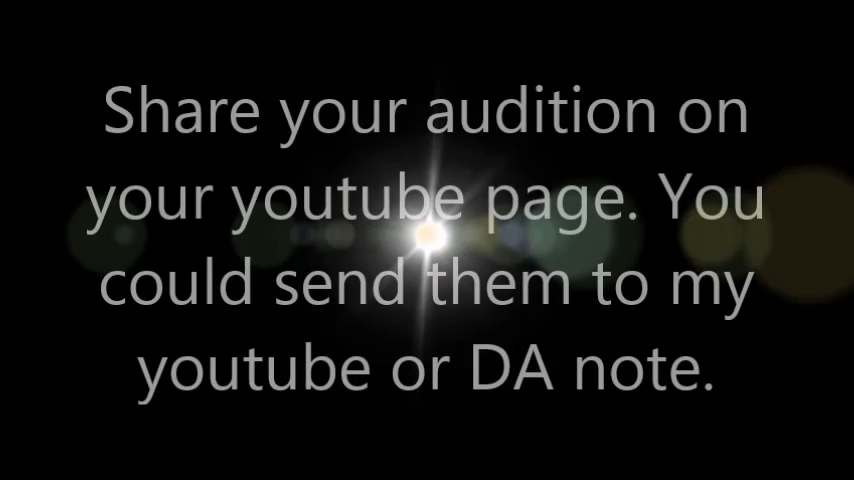 Share your audition on
your youtube page. You
could send them to my
youtube or DA note.